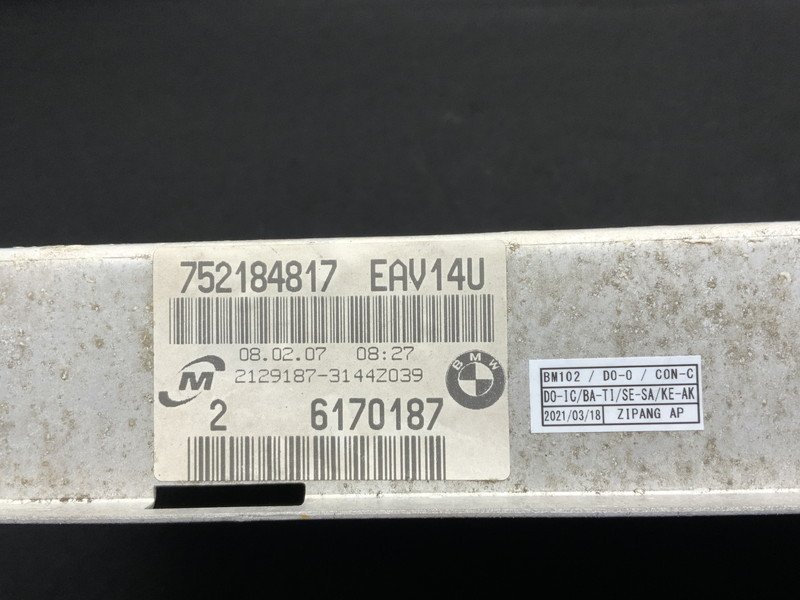 752184817 EAV14U
08.02.07 08:27
M 2129187-3144Z039 BMW
2 6170187
BM102 / DO-O / CON-C
DO-IC/BA-TI/SE-SA/KE-AK
2021/03/18 ZIPANG AP